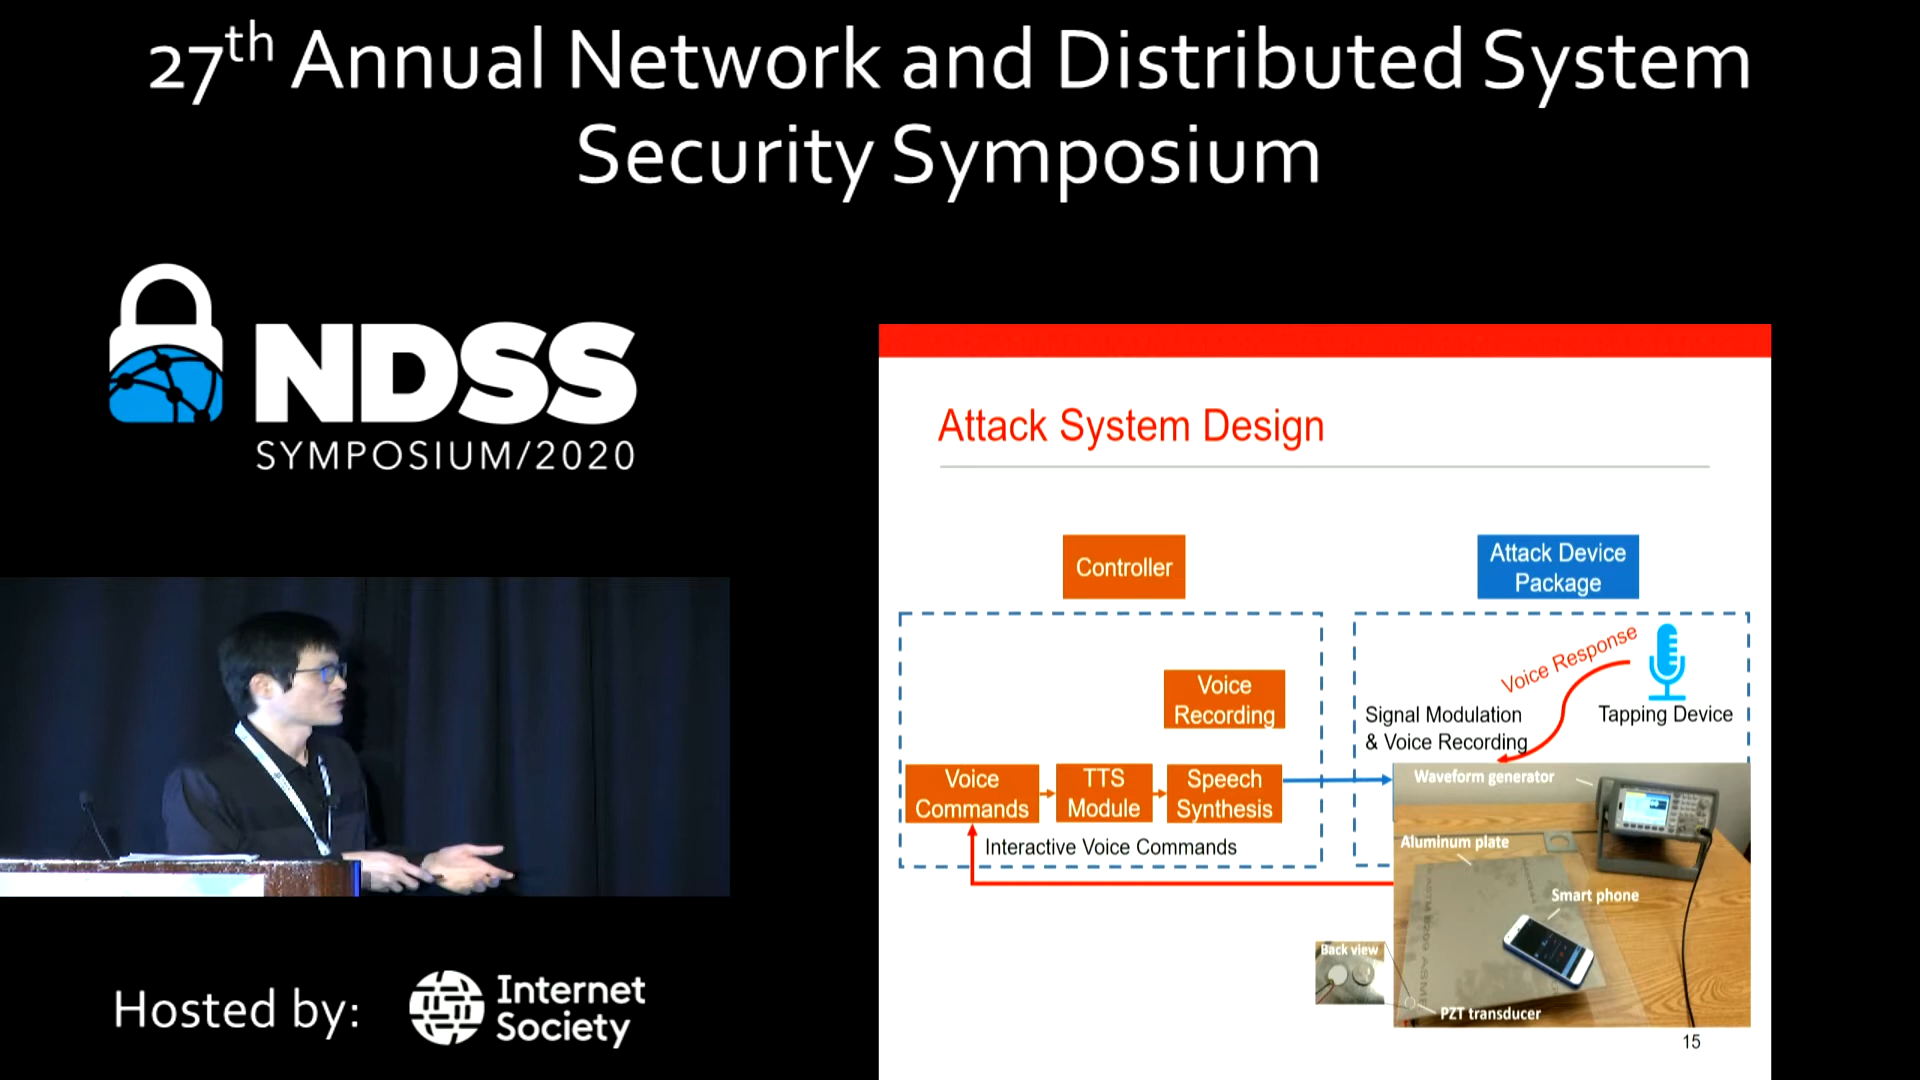 27th Annual Network and Distributed System
Security Symposium
NDSS
SYMPOSIUM/2020
Attack System Design
Controller
Attack Device
Package
Voice
Recording
Voice Response
Signal Modulation
& Voice Recording
Tapping Device
Voice
Commands
TTS
Module
Speech
Synthesis
Interactive Voice Commands
Waveform generator
Aluminum plate
Smart phone
Back view
PZT transducer
15
Hosted by:
Internet
Society